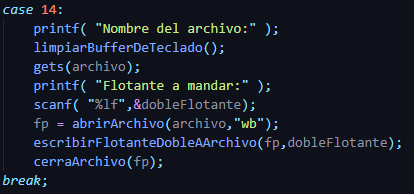 case 14:
printf( "Nombre del archivo:" );
limpiarBufferDeTeclado();
gets(archivo);
printf( "Flotante a mandar:" );
scanf( "%lf",&dobleFlotante);
fp = abrirArchivo(archivo,"wb");
escribirFlotanteDobleAArchivo(fp,dobleFlotante);
cerraArchivo(fp);
break;